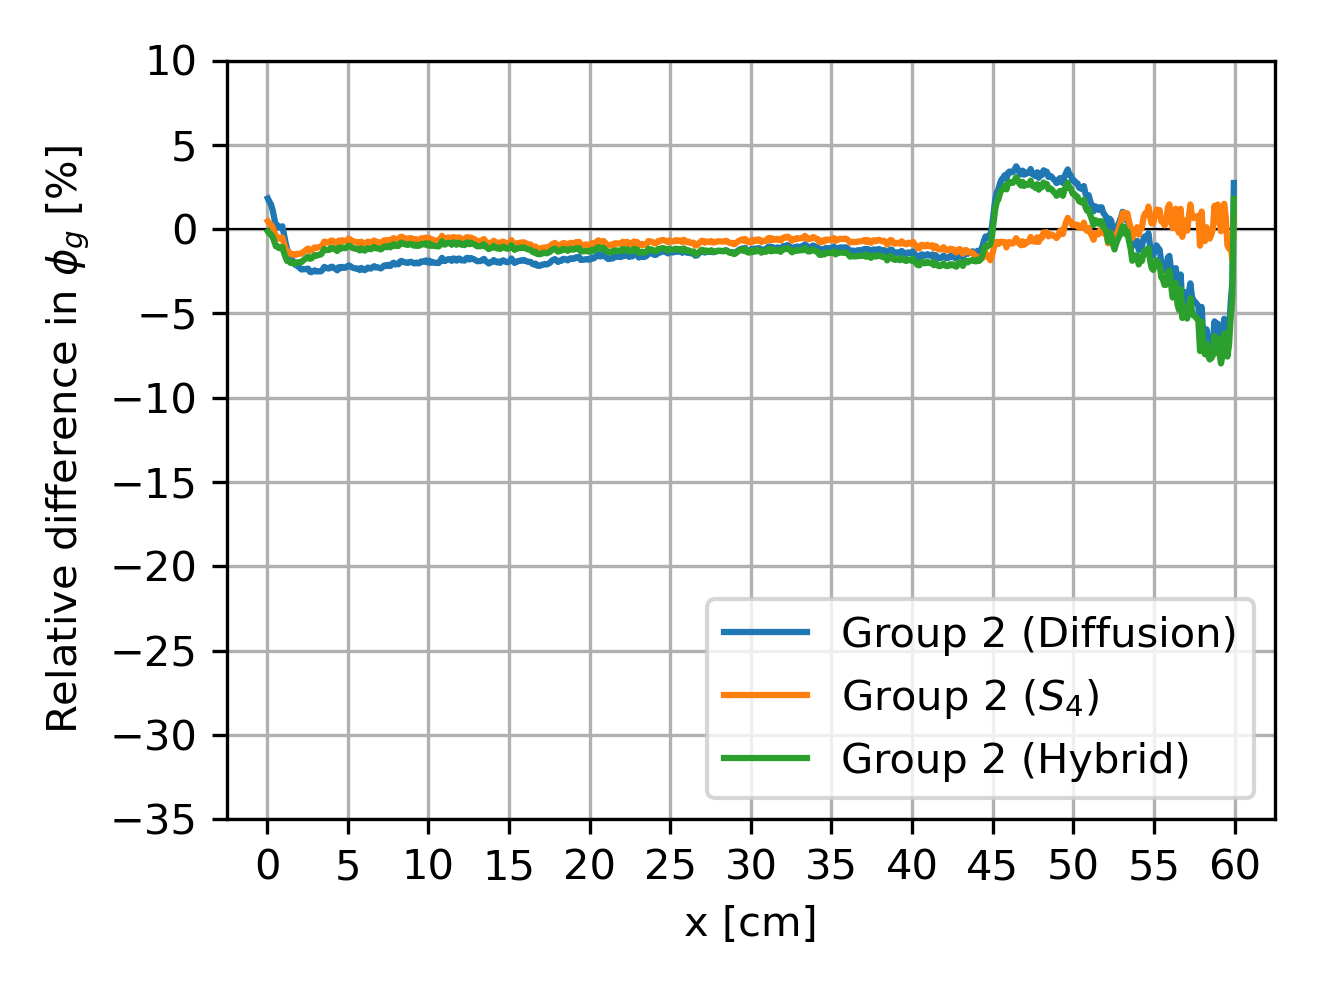 10
5
0
−5
−10
−15
−20
−25
−30
−35
Relative difference in ϕg [%]
Group 2 (Diffusion)
Group 2 (S4)
Group 2 (Hybrid)
0 5 10 15 20 25 30 35 40 45 50 55 60
x [cm]